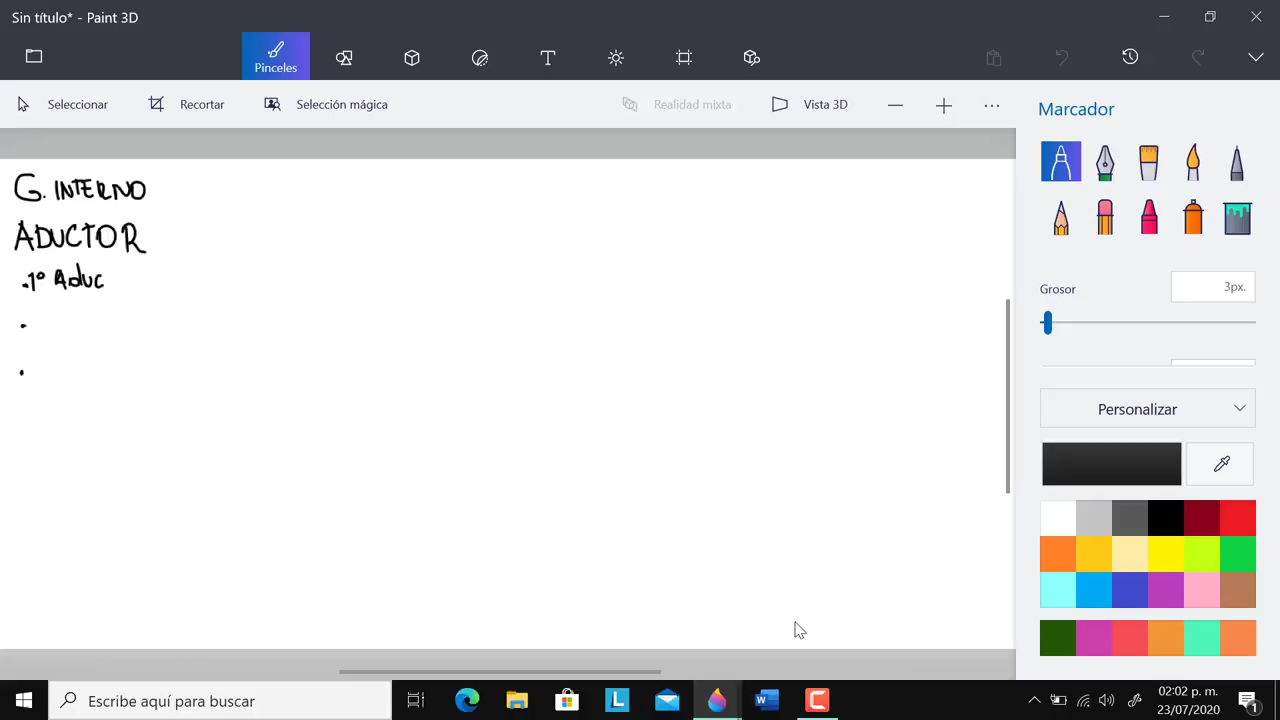 Sin título* - Paint 3D
Pinceles
Seleccionar
Recortar
Selección mágica
Realidad mixta
Vista 3D
Marcador
Grosor
3px.
Personalizar
G. INTERNO
ADUCTOR
.1º Aduc
.
.
Escribe aquí para buscar
L
W
02:02 p. m.
23/07/2020
1